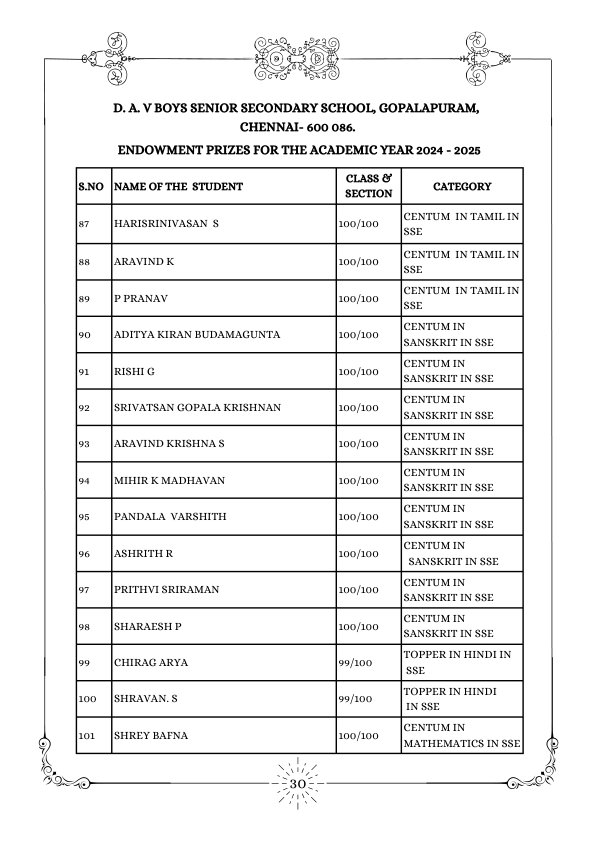 D. A. V BOYS SENIOR SECONDARY SCHOOL, GOPALAPURAM,
CHENNAI- 600 086.
ENDOWMENT PRIZES FOR THE ACADEMIC YEAR 2024 - 2025
S.NO NAME OF THE STUDENT CLASS & SECTION CATEGORY
87 HARISRINIVASAN S 100/100 CENTUM IN TAMIL IN SSE
88 ARAVIND K 100/100 CENTUM IN TAMIL IN SSE
89 P PRANAV 100/100 CENTUM IN TAMIL IN SSE
90 ADITYA KIRAN BUDAMAGUNTA 100/100 CENTUM IN SANSKRIT IN SSE
91 RISHI G 100/100 CENTUM IN SANSKRIT IN SSE
92 SRIVATSAN GOPALA KRISHNAN 100/100 CENTUM IN SANSKRIT IN SSE
93 ARAVIND KRISHNA S 100/100 CENTUM IN SANSKRIT IN SSE
94 MIHIR K MADHAVAN 100/100 CENTUM IN SANSKRIT IN SSE
95 PANDALA VARSHITH 100/100 CENTUM IN SANSKRIT IN SSE
96 ASHRITH R 100/100 CENTUM IN SANSKRIT IN SSE
97 PRITHVI SRIRAMAN 100/100 CENTUM IN SANSKRIT IN SSE
98 SHARAESH P 100/100 CENTUM IN SANSKRIT IN SSE
99 CHIRAG ARYA 99/100 TOPPER IN HINDI IN SSE
100 SHRAVAN. S 99/100 TOPPER IN HINDI IN SSE
101 SHREY BAFNA 100/100 CENTUM IN MATHEMATICS IN SSE
30